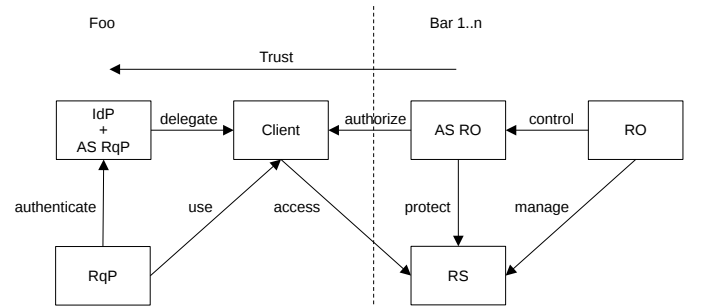 Foo
Bar 1..n
Trust
IdP
+
AS RqP
delegate
Client
authorize
AS RO
control
RO
authenticate
use
access
protect
manage
RqP
RS